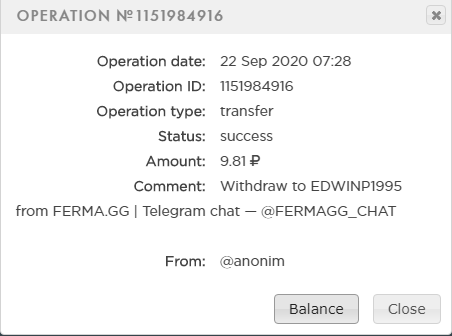 OPERATION №1151984916
Operation date: 22 Sep 2020 07:28
Operation ID: 1151984916
Operation type: transfer
Status: success
Amount: 9.81 ₽
Comment: Withdraw to EDWINP1995
from FERMA.GG | Telegram chat — @FERMAGG_CHAT
From: @anonim
Balance Close